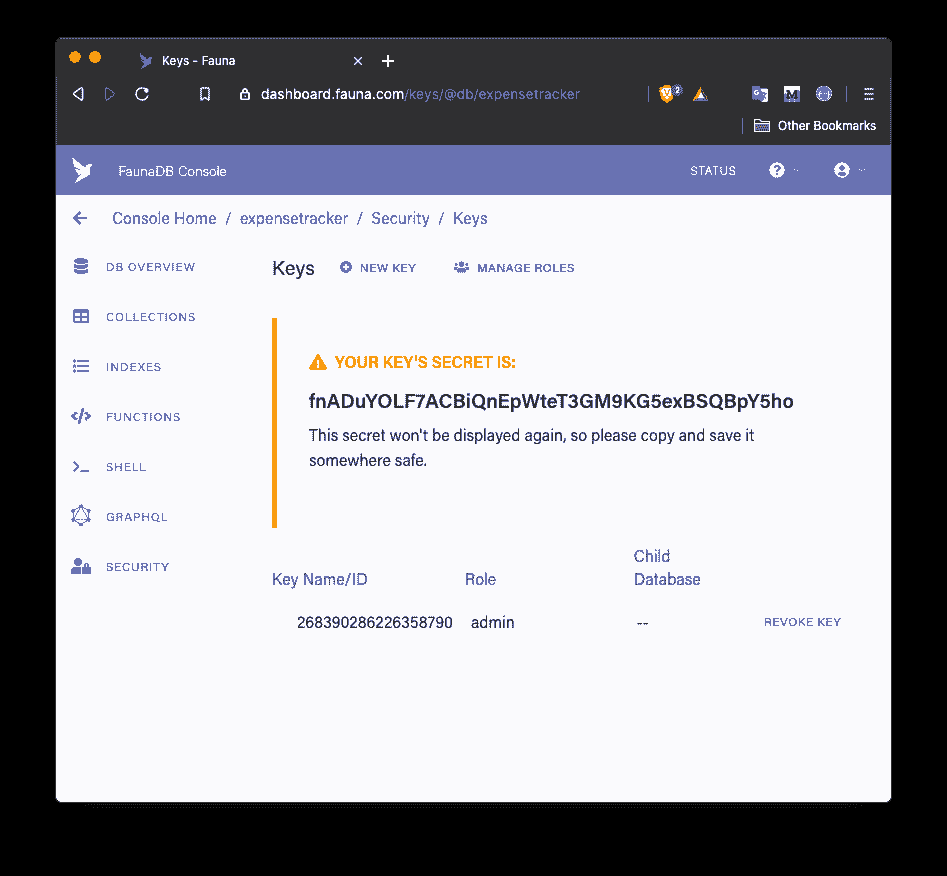 Keys - Fauna
dashboard.fauna.com/keys/@db/expensetracker
2
M
Other Bookmarks
FaunaDB Console
STATUS
Console Home / expensetracker / Security / Keys
DB OVERVIEW
COLLECTIONS
INDEXES
FUNCTIONS
SHELL
GRAPHQL
SECURITY
Keys
NEW KEY
MANAGE ROLES
YOUR KEY'S SECRET IS:
fnADuYOLF7ACBiQnEpWteT3GM9KG5exBSQBpY5ho
This secret won't be displayed again, so please copy and save it
somewhere safe.
Key Name/ID
Role
Child
Database
268390286226358790
admin
--
REVOKE KEY